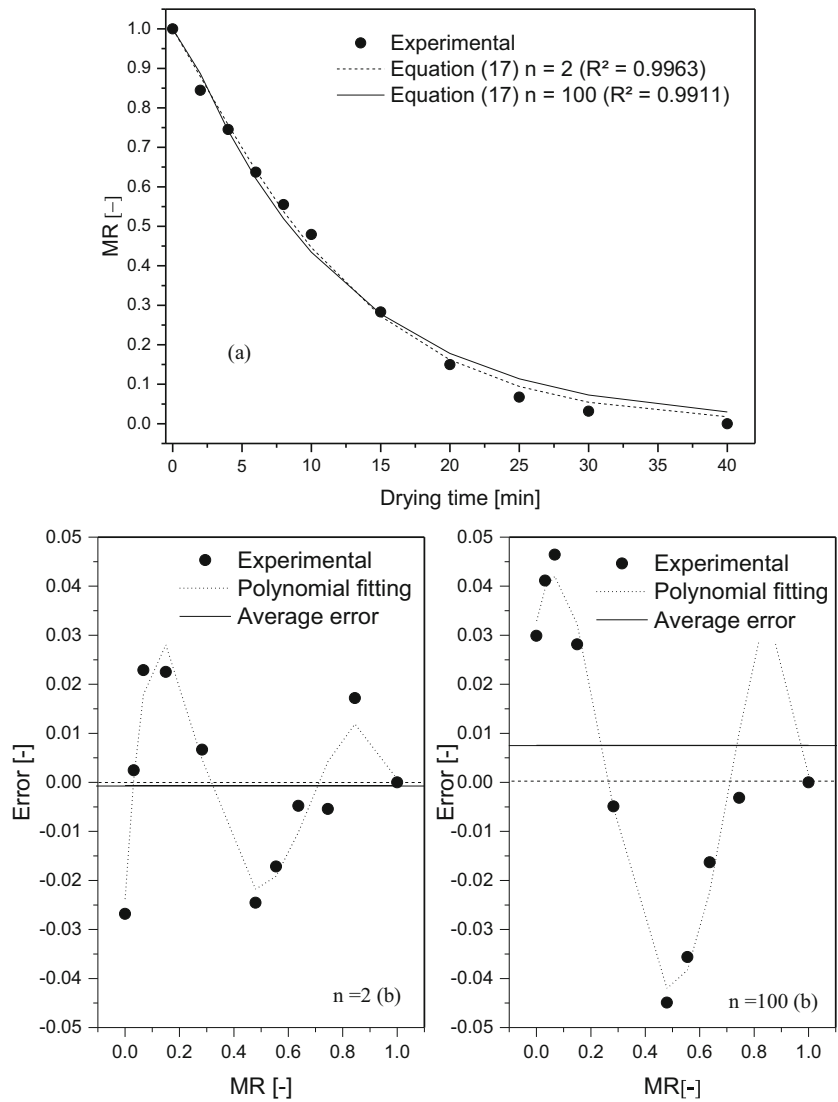 1.0
0.9
0.8
0.7
0.6
0.5
0.4
0.3
0.2
0.1
0.0
MR [−]
Experimental
Equation (17) n = 2 (R² = 0.9963)
Equation (17) n = 100 (R² = 0.9911)
(a)
0 5 10 15 20 25 30 35 40
Drying time [min]
0.05
0.04
0.03
0.02
0.01
0.00
-0.01
-0.02
-0.03
-0.04
-0.05
Error [-]
Experimental
Polynomial fitting
Average error
n =2 (b)
0.0 0.2 0.4 0.6 0.8 1.0
MR [-]
0.05
0.04
0.03
0.02
0.01
0.00
-0.01
-0.02
-0.03
-0.04
-0.05
Error [-]
Experimental
Polynomial fitting
Average error
n =100 (b)
0.0 0.2 0.4 0.6 0.8 1.0
MR[-]